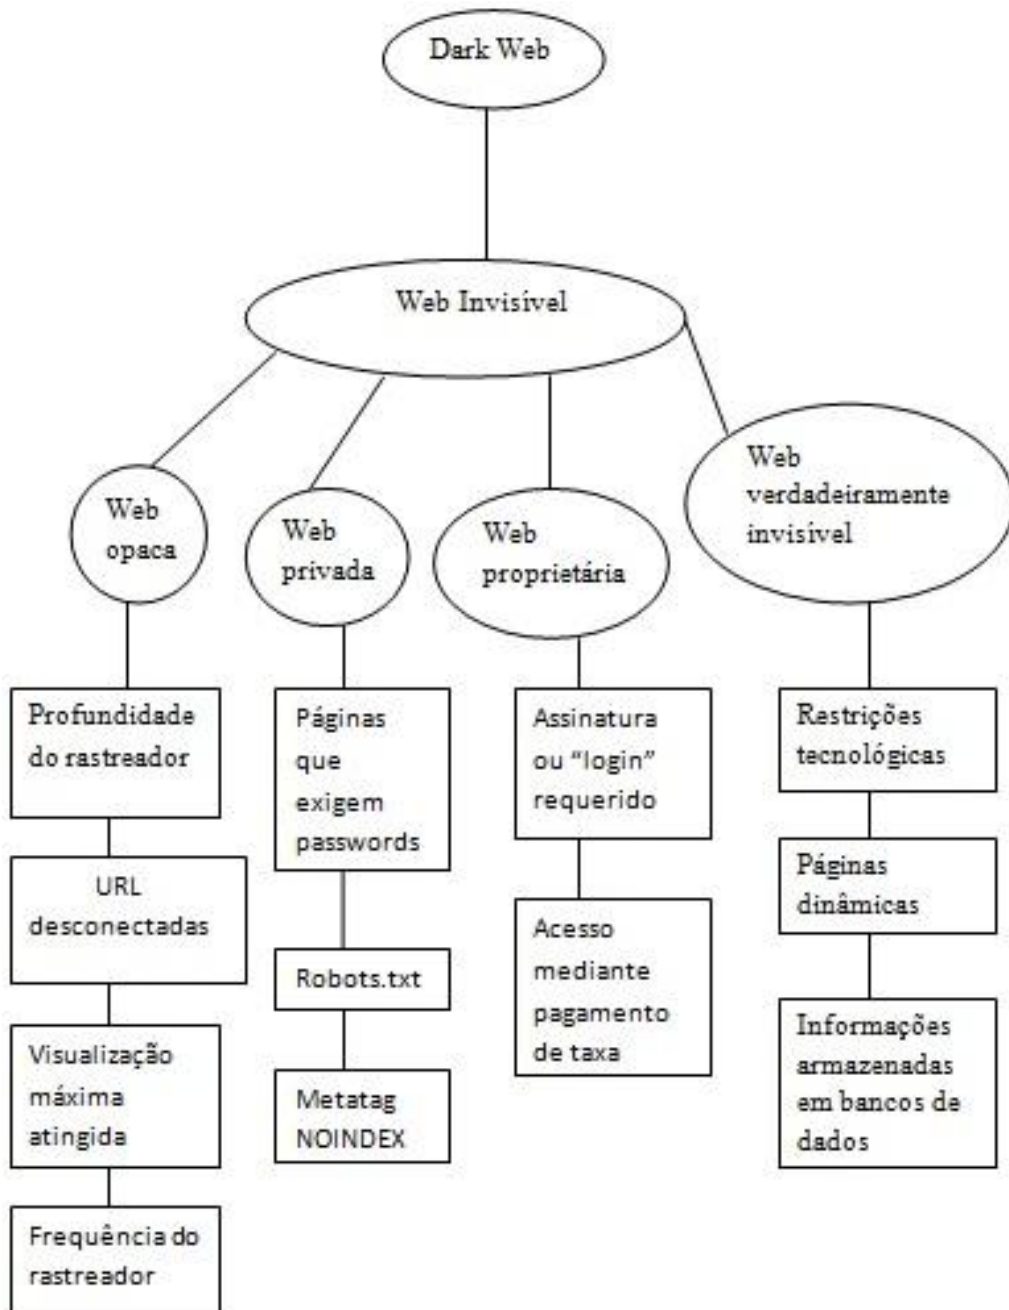 Dark Web
Web Invisível
Web
opaca
Web
privada
Web
proprietária
Web
verdadeiramente
invisível
Profundidade
do rastreador
URL
desconectadas
Visualização
máxima
atingida
Frequência do
rastreador
Páginas
que
exigem
passwords
Robots.txt
Metatag
NOINDEX
Assinatura
ou “login”
requerido
Acesso
mediante
pagamento
de taxa
Restrições
tecnológicas
Páginas
dinâmicas
Informações
armazenadas
em bancos de
dados